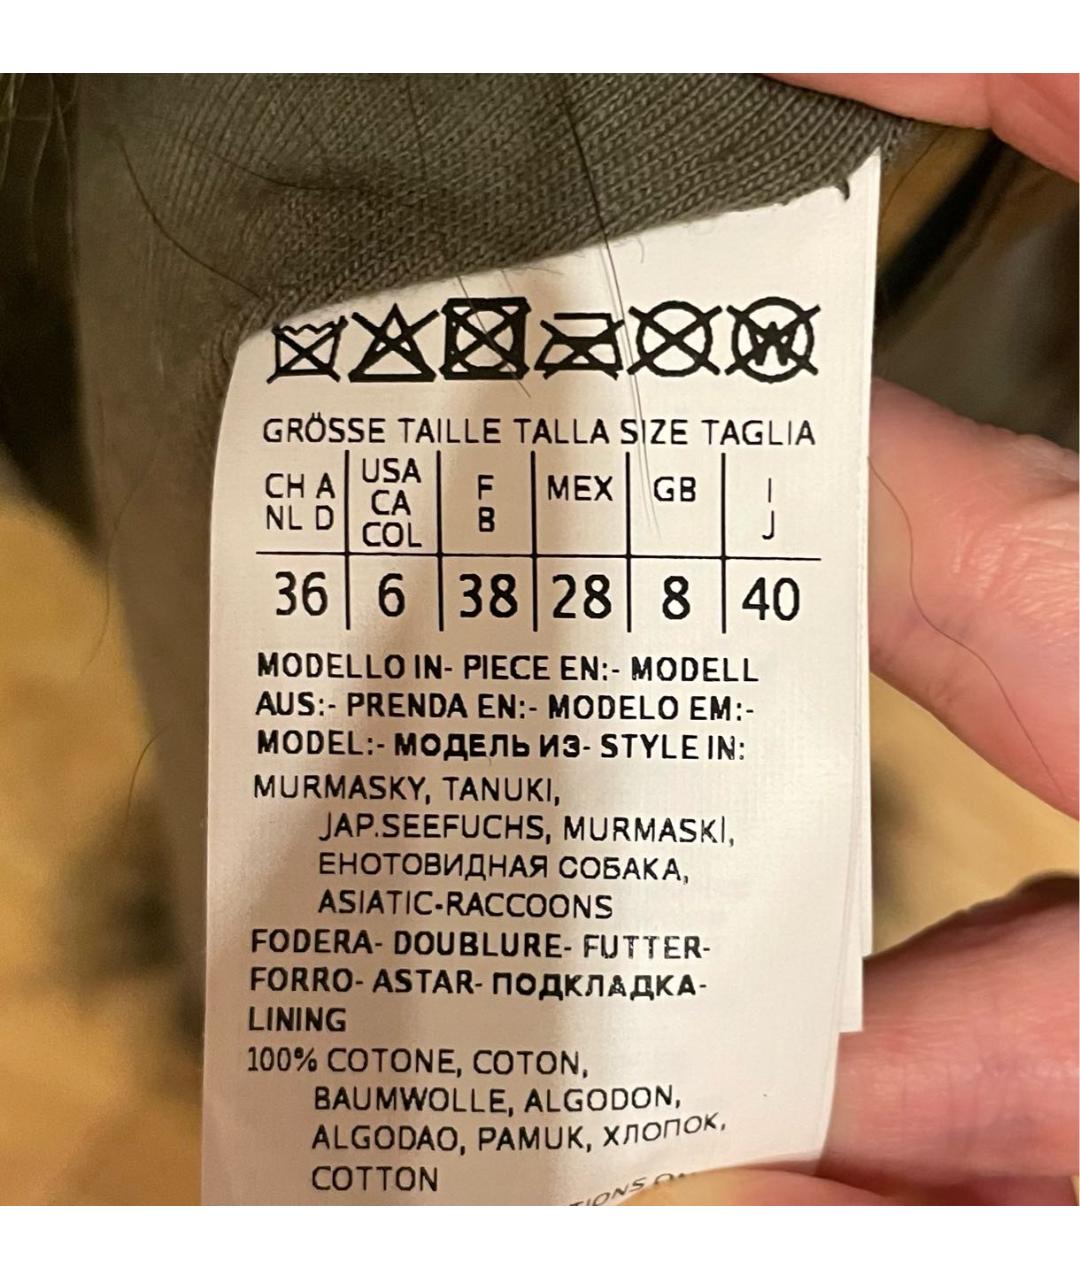 GRÖSSE TAILLE TALLA SIZE TAGLIA
CH A NL D | USA CA COL | F B | MEX | GB | I J
36 | 6 | 38 | 28 | 8 | 40
MODELLO IN- PIECE EN:- MODELL
AUS:- PRENDA EN:- MODELO EM:-
MODEL:- МОДЕЛЬ ИЗ- STYLE IN:
MURMASKY, TANUKI,
JAP.SEEFUCHS, MURMASKI,
ЕНОТОВИДНАЯ СОБАКА,
ASIATIC-RACCOONS
FODERA- DOUBLURE- FUTTER-
FORRO- ASTAR- ПОДКЛАДКА-
LINING
100% COTONE, COTON,
BAUMWOLLE, ALGODON,
ALGODAO, PAMUK, ХЛОПОК,
COTTON